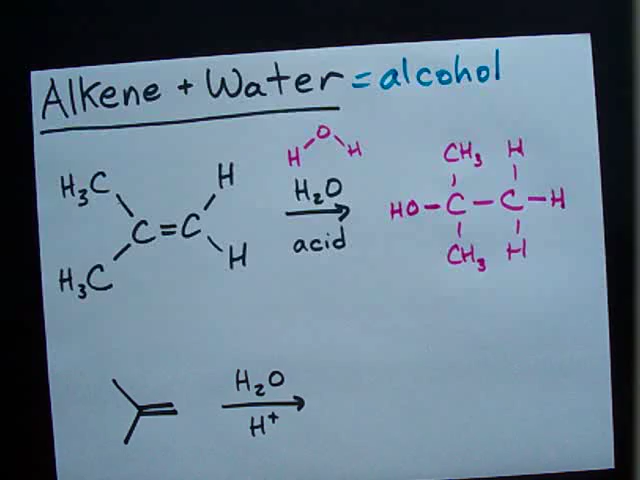 Alkene + Water = alcohol
H O H
H₃C H
C=C
H₃C H
H₂O
acid
CH₃ H
HO-C-C-H
CH₃ H
H₂O
H⁺